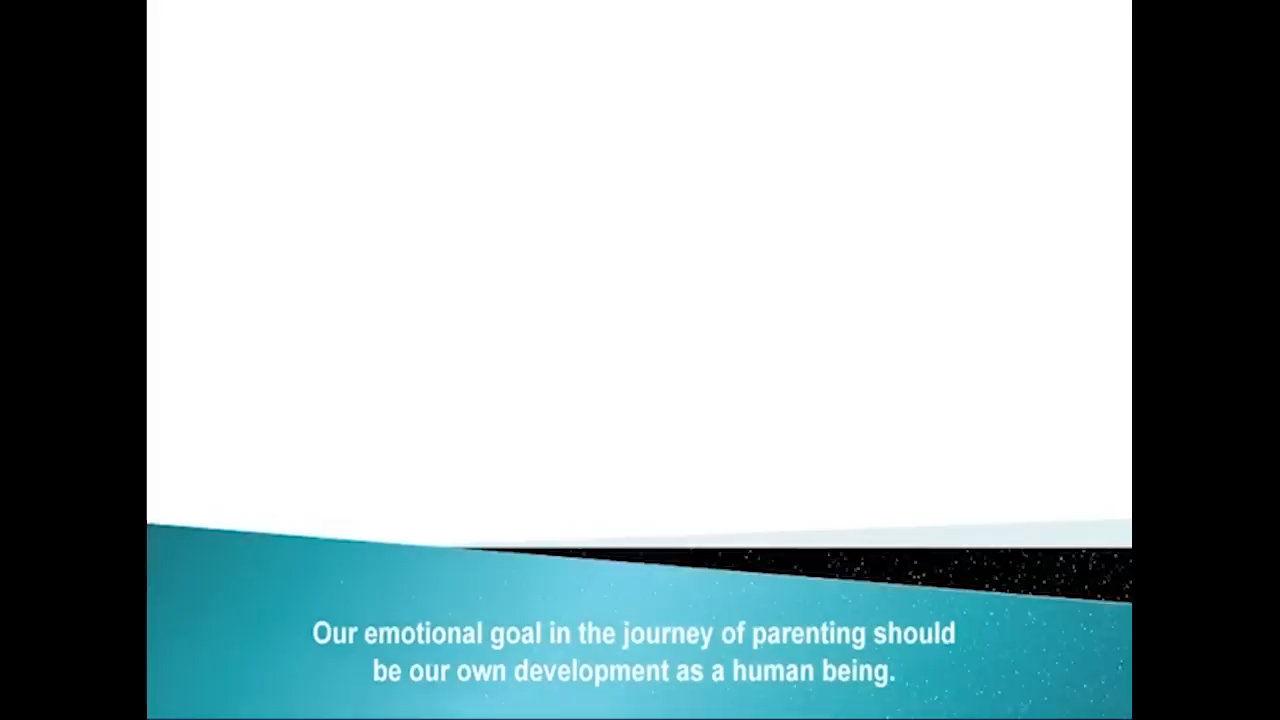 Our emotional goal in the journey of parenting should
be our own development as a human being.